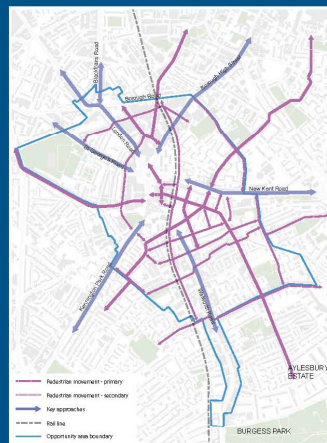 Blackfriars Road
Borough High Street
Borough Road
London Road
St George's Road
New Kent Road
Kennington Park Road
Walworth Road
AYLESBURY
ESTATE
BURGESS PARK
Pedestrian movement - primary
Pedestrian movement - secondary
Key approaches
Rail line
Opportunity area boundary